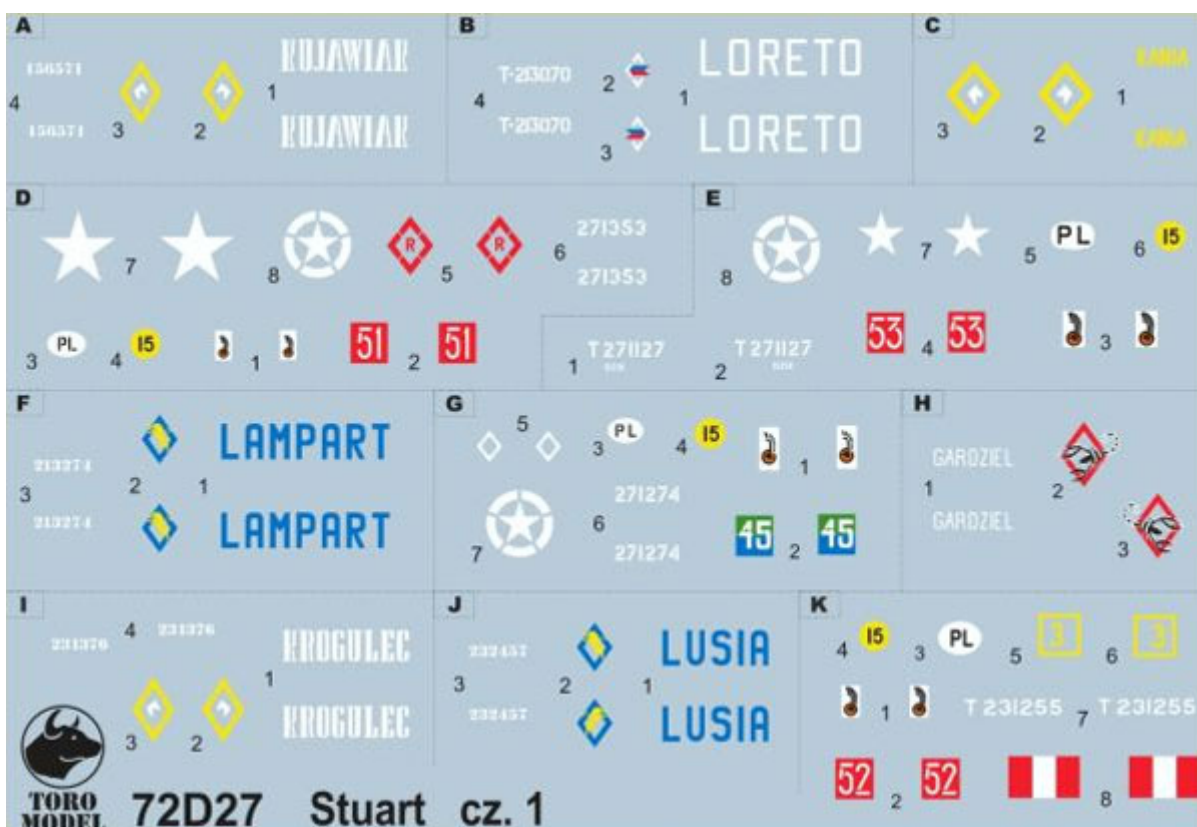 A
156571
4
156571
3
2
1
KUJAWIAK
KUJAWIAK
B
T-213070
4
T-213070
2
3
1
LORETO
LORETO
C
3
2
1
KANIA
KANIA
D
7
8
R
R
5
6
271353
271353
3
PL
4
15
1
51
2
51
E
8
7
5
PL
6
15
53
4
53
3
1
T 271127
2
T 271127
F
213274
3
213274
2
1
LAMPART
LAMPART
G
5
3
PL
4
15
1
7
6
271274
271274
45
2
45
H
GARDZIEL
1
GARDZIEL
2
3
I
231376
4
231376
3
2
1
KROGULEC
KROGULEC
J
232457
3
232457
2
1
LUSIA
LUSIA
K
4
15
3
PL
5
3
6
3
1
T 231255
7
T 231255
52
2
52
8
TORO
MODEL
72D27 Stuart cz. 1